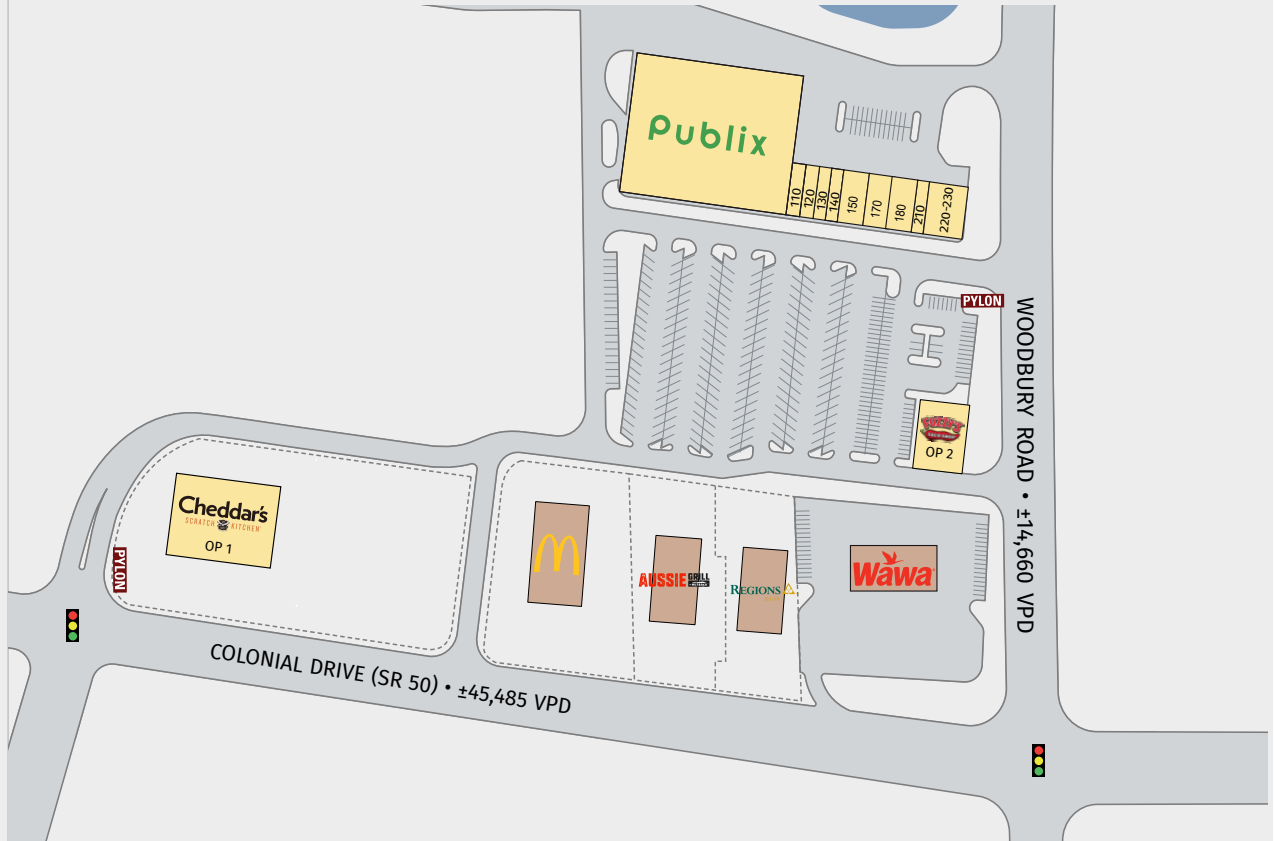 Publix
110
120
130
140
150
170
180
210
220-230
PYLON
WOODBURY ROAD • ±14,660 VPD
OP 2
Cheddar's
SCRATCH KITCHEN
OP 1
PYLON
AUSSIE
GRILL
REGIONS
Wawa
COLONIAL DRIVE (SR 50) • ±45,485 VPD